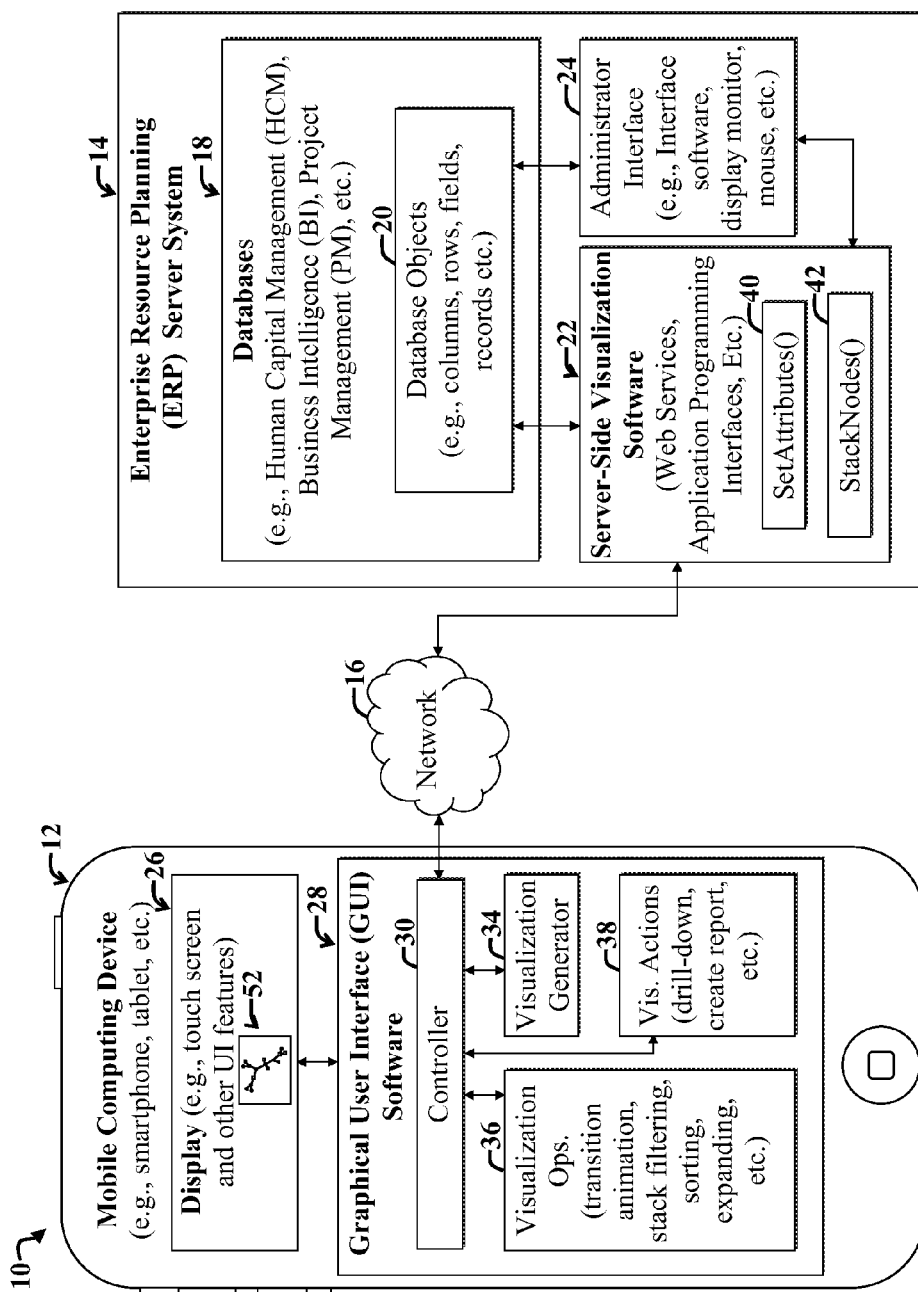 10
12
Mobile Computing Device
(e.g., smartphone, tablet, etc.)
26
Display (e.g., touch screen
and other UI features)
52
28
Graphical User Interface (GUI)
Software
30
Controller
34
Visualization
Generator
36
Visualization
Ops.
(transition
animation,
stack filtering,
sorting,
expanding,
etc.)
38
Vis. Actions
(drill-down,
create report,
etc.)
16
Network
14
Enterprise Resource Planning
(ERP) Server System
18
Databases
(e.g., Human Capital Management (HCM),
Business Intelligence (BI), Project
Management (PM), etc.)
20
Database Objects
(e.g., columns, rows, fields,
records etc.)
22
Server-Side Visualization
Software
(Web Services,
Application Programming
Interfaces, Etc.)
40
SetAttributes()
42
StackNodes()
24
Administrator
Interface
(e.g., Interface
software,
display monitor,
mouse, etc.)